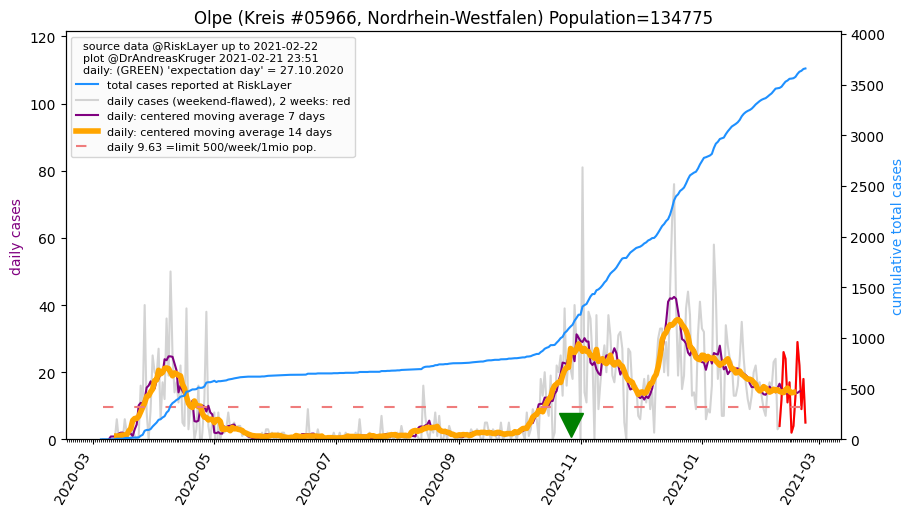 Olpe (Kreis #05966, Nordrhein-Westfalen) Population=134775
source data @RiskLayer up to 2021-02-22
plot @DrAndreasKruger 2021-02-21 23:51
daily: (GREEN) 'expectation day' = 27.10.2020
total cases reported at RiskLayer
daily cases (weekend-flawed), 2 weeks: red
daily: centered moving average 7 days
daily: centered moving average 14 days
daily 9.63 =limit 500/week/1mio pop.
daily cases
120
100
80
60
40
20
0
cumulative total cases
4000
3500
3000
2500
2000
1500
1000
500
0
2020-03
2020-05
2020-07
2020-09
2020-11
2021-01
2021-03